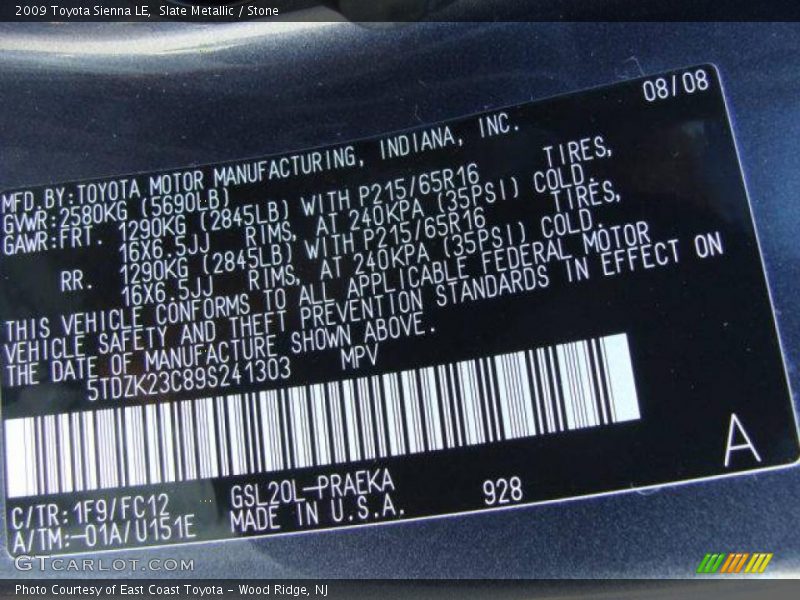 2009 Toyota Sienna LE,  Slate Metallic / Stone
08/08
MFD.BY:TOYOTA MOTOR MANUFACTURING, INDIANA, INC.
GVWR:2580KG (5690LB)
GAWR:FRT. 1290KG (2845LB) WITH P215/65R16 TIRES,
16X6.5JJ RIMS, AT 240KPA (35PSI) COLD.
RR. 1290KG (2845LB) WITH P215/65R16 TIRES,
16X6.5JJ RIMS, AT 240KPA (35PSI) COLD.
THIS VEHICLE CONFORMS TO ALL APPLICABLE FEDERAL MOTOR
VEHICLE SAFETY AND THEFT PREVENTION STANDARDS IN EFFECT ON
THE DATE OF MANUFACTURE SHOWN ABOVE.
5TDZK23C89S241303 MPV
A
C/TR:1F9/FC12 GSL20L-PRAEKA 928
A/TM:-01A/U151E MADE IN U.S.A.
GTCARLOT.COM
Photo Courtesy of East Coast Toyota - Wood Ridge, NJ